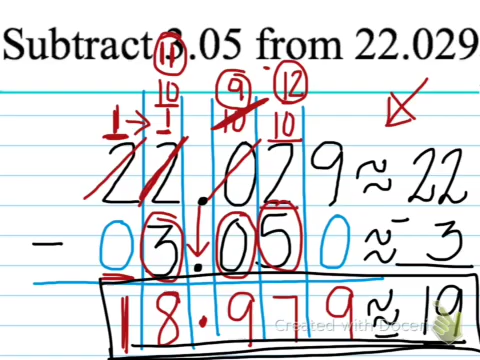 Subtract 3.05 from 22.029
11 9 12
10 10 10
1 → 1
22.029 ≈ 22
- 03.050 ≈ - 3
18.979 ≈ 19
Created with Doceri